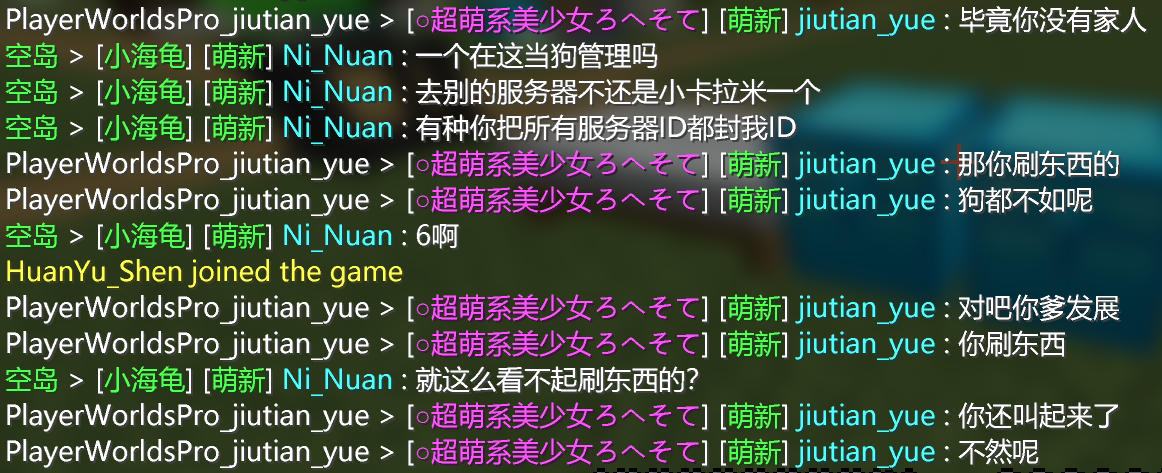 PlayerWorldsPro_jiutian_yue > [○超萌系美少女ろへそて] [萌新] jiutian_yue : 毕竟你没有家人
空岛 > [小海龟] [萌新] Ni_Nuan : 一个在这当狗管理吗
空岛 > [小海龟] [萌新] Ni_Nuan : 去别的服务器不还是小卡拉米一个
空岛 > [小海龟] [萌新] Ni_Nuan : 有种你把所有服务器ID都封我ID
PlayerWorldsPro_jiutian_yue > [○超萌系美少女ろへそて] [萌新] jiutian_yue : 那你刷东西的
PlayerWorldsPro_jiutian_yue > [○超萌系美少女ろへそて] [萌新] jiutian_yue : 狗都不如呢
空岛 > [小海龟] [萌新] Ni_Nuan : 6啊
HuanYu_Shen joined the game
PlayerWorldsPro_jiutian_yue > [○超萌系美少女ろへそて] [萌新] jiutian_yue : 对吧你爹发展
PlayerWorldsPro_jiutian_yue > [○超萌系美少女ろへそて] [萌新] jiutian_yue : 你刷东西
空岛 > [小海龟] [萌新] Ni_Nuan : 就这么看不起刷东西的?
PlayerWorldsPro_jiutian_yue > [○超萌系美少女ろへそて] [萌新] jiutian_yue : 你还叫起来了
PlayerWorldsPro_jiutian_yue > [○超萌系美少女ろへそて] [萌新] jiutian_yue : 不然呢